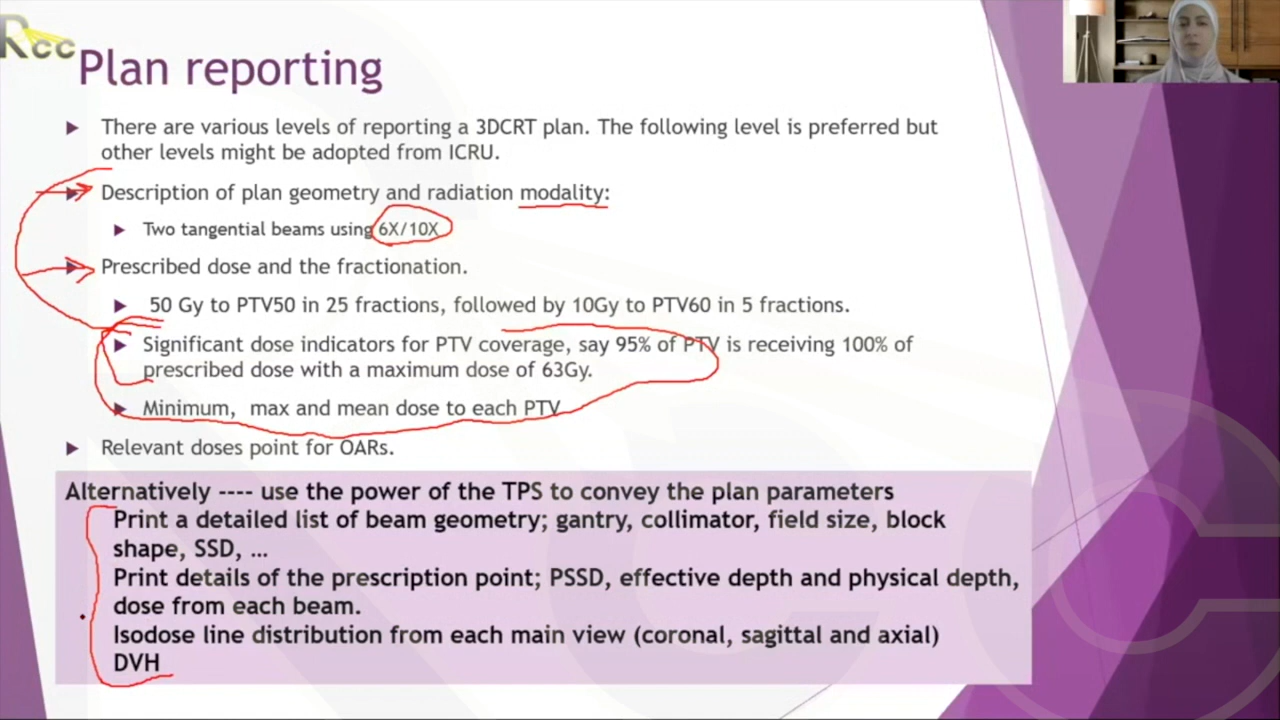 Rcc
Plan reporting
There are various levels of reporting a 3DCRT plan. The following level is preferred but
other levels might be adopted from ICRU.
Description of plan geometry and radiation modality:
Two tangential beams using 6X/10X
Prescribed dose and the fractionation.
50 Gy to PTV50 in 25 fractions, followed by 10Gy to PTV60 in 5 fractions.
Significant dose indicators for PTV coverage, say 95% of PTV is receiving 100% of
prescribed dose with a maximum dose of 63Gy.
Minimum, max and mean dose to each PTV
Relevant doses point for OARs.
Alternatively ---- use the power of the TPS to convey the plan parameters
Print a detailed list of beam geometry; gantry, collimator, field size, block
shape, SSD, ...
Print details of the prescription point; PSSD, effective depth and physical depth,
dose from each beam.
Isodose line distribution from each main view (coronal, sagittal and axial)
DVH